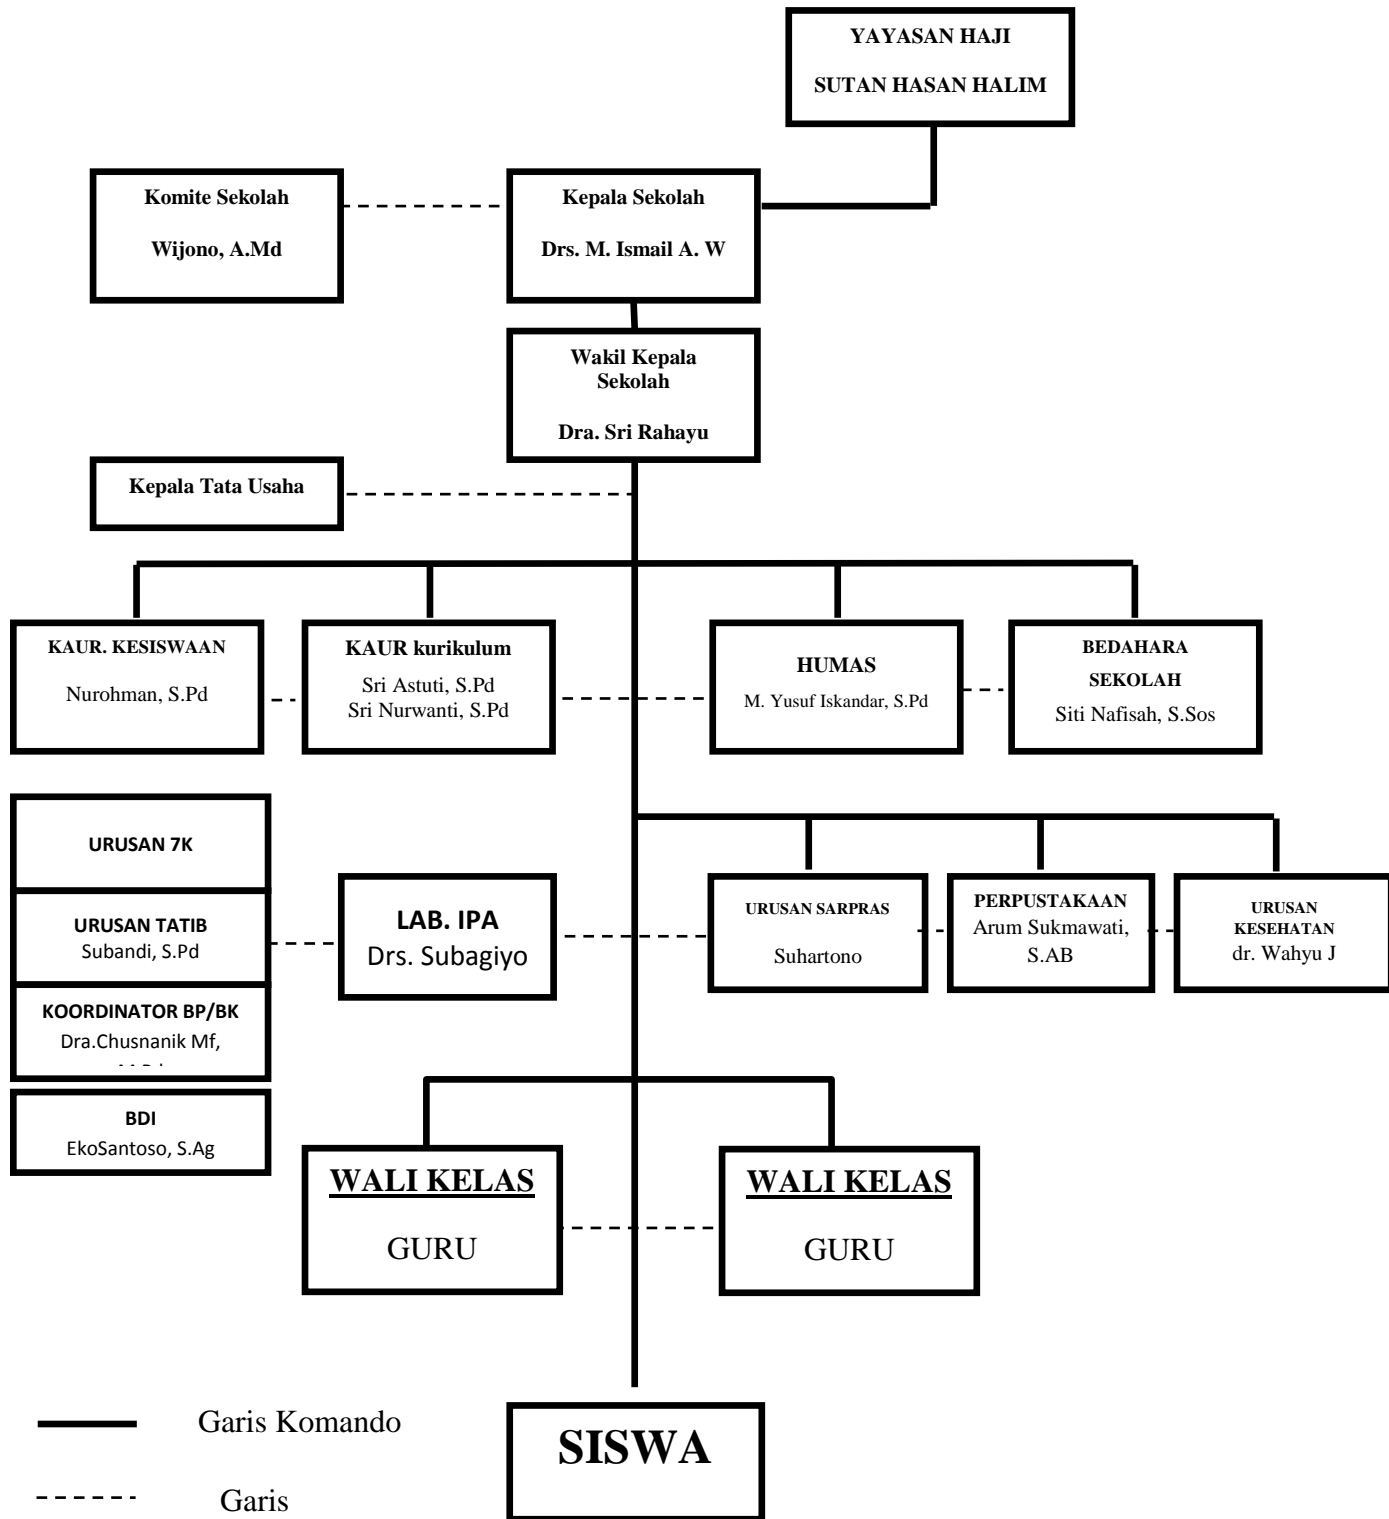 YAYASAN HAJI
SUTAN HASAN HALIM
Komite Sekolah
Wijono, A.Md
Kepala Sekolah
Drs. M. Ismail A. W
Wakil Kepala
Sekolah
Dra. Sri Rahayu
Kepala Tata Usaha
KAUR. KESISWAAN
Nurohman, S.Pd
KAUR kurikulum
Sri Astuti, S.Pd
Sri Nurwanti, S.Pd
HUMAS
M. Yusuf Iskandar, S.Pd
BEDAHARA
SEKOLAH
Siti Nafisah, S.Sos
URUSAN 7K
URUSAN TATIB
Subandi, S.Pd
KOORDINATOR BP/BK
Dra.Chusnanik Mf,
BDI
EkoSantoso, S.Ag
LAB. IPA
Drs. Subagiyo
URUSAN SARPRAS
Suhartono
PERPUSTAKAAN
Arum Sukmawati,
S.AB
URUSAN
KESEHATAN
dr. Wahyu J
WALI KELAS
GURU
WALI KELAS
GURU
SISWA
Garis Komando
Garis